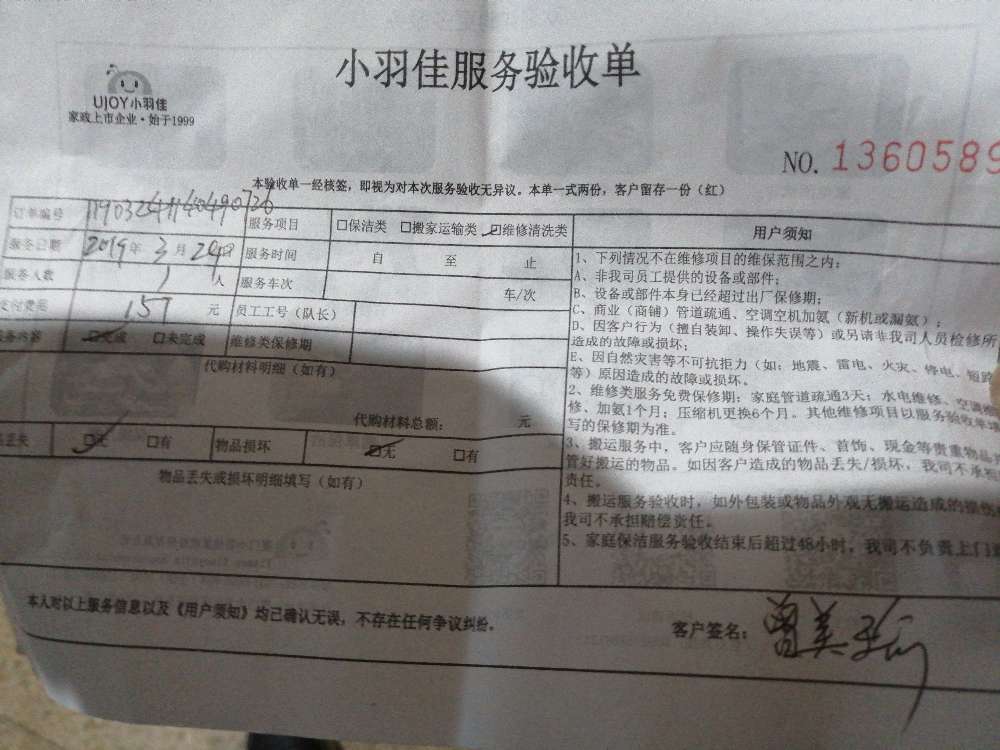 小羽佳服务验收单
UJOY小羽佳
家政上市企业·始于1999
NO. 1360589
本验收单一经核签，即视为对本次服务验收无异议。本单一式两份，客户留存一份（红）
订单编号
服务项目 保洁类 搬家运输类 维修清洗类
服务日期 2019年3月24日
服务时间 自 至 止
服务人数 1 人
服务车次 车/次
支付费用 157 元
员工工号（队长）
服务内容 完成 未完成
维修类保修期
代购材料明细（如有）
代购材料总额： 元
丢失 无 有
物品损坏 无 有
物品丢失或损坏明细填写（如有）
用户须知
1、下列情况不在维修项目的维保范围之内：
A、非我司员工提供的设备或部件；
B、设备或部件本身已经超过出厂保修期；
C、商业（商铺）管道疏通、空调空机加氨（新机或漏氨）；
D、因客户行为（擅自装卸、操作失误等）或另请非我司人员检修所
造成的故障或损坏；
E、因自然灾害等不可抗拒力（如：地震、雷电、火灾、停电、短路
等）原因造成的故障或损坏。
2、维修类服务免费保修期：家庭管道疏通3天；水电维修、空调维
修、加氨1个月；压缩机更换6个月。其他维修项目以服务验收单填
写的保修期为准。
3、搬运服务中，客户应随身保管证件、首饰、现金等贵重物品并
管好搬运的物品。如因客户造成的物品丢失/损坏，我司不承担
责任。
4、搬运服务验收时，如外包装或物品外观无搬运造成的损伤
我司不承担赔偿责任。
5、家庭保洁服务验收结束后超过48小时，我司不负责上门
本人对以上服务信息以及《用户须知》均已确认无误，不存在任何争议纠纷。
客户签名：